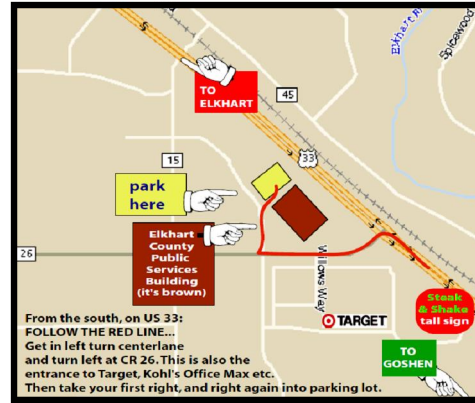 Elkhart R
Spicewood
TO
ELKHART
45
33
15
park
here
Elkhart
County
Public
Services
Building
(it's brown)
26
Willows Way
TARGET
Steak
& Shake
tall sign
TO
GOSHEN
From the south, on US 33:
FOLLOW THE RED LINE...
Get in left turn centerlane
and turn left at CR 26. This is also the
entrance to Target, Kohl's Office Max etc.
Then take your first right, and right again into parking lot.